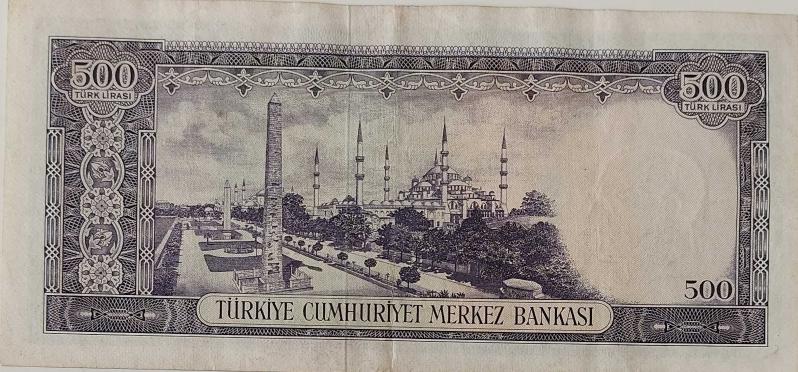 500
TÜRK LİRASI
500
TÜRK LİRASI
500
TÜRKİYE CUMHURİYET MERKEZ BANKASI